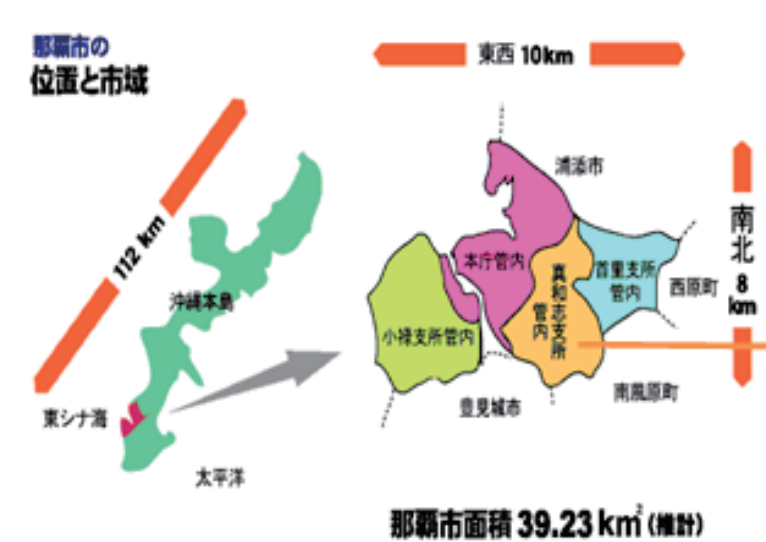 那覇市の
位置と市域
112 km
沖縄本島
東シナ海
太平洋
東西 10km
浦添市
南北 8 km
本庁管内
真和志支所管内
首里支所
管内
西原町
小禄支所管内
豊見城市
南風原町
那覇市面積 39.23 km² (推計)